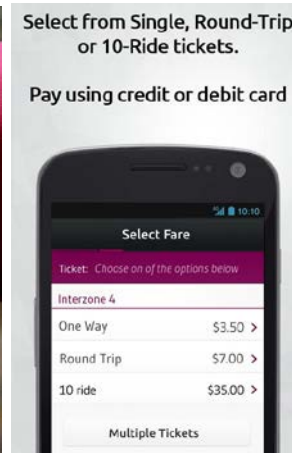 Select from Single, Round-Trip
or 10-Ride tickets.
Pay using credit or debit card
10:10
Select Fare
Ticket: Choose on of the options below
Interzone 4
One Way $3.50 >
Round Trip $7.00 >
10 ride $35.00 >
Multiple Tickets